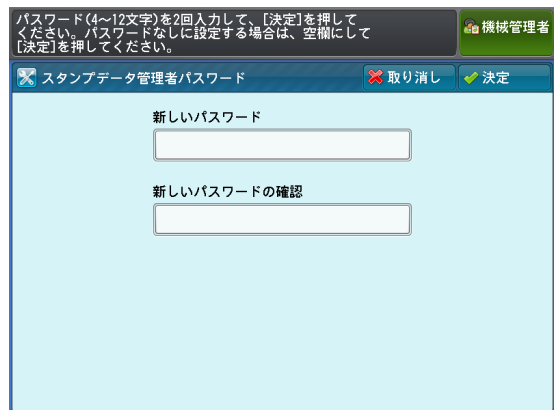 パスワード(4～12文字)を2回入力して、[決定]を押して
ください。パスワードなしに設定する場合は、空欄にして
[決定]を押してください。
機械管理者
スタンプデータ管理者パスワード
取り消し
決定
新しいパスワード
新しいパスワードの確認